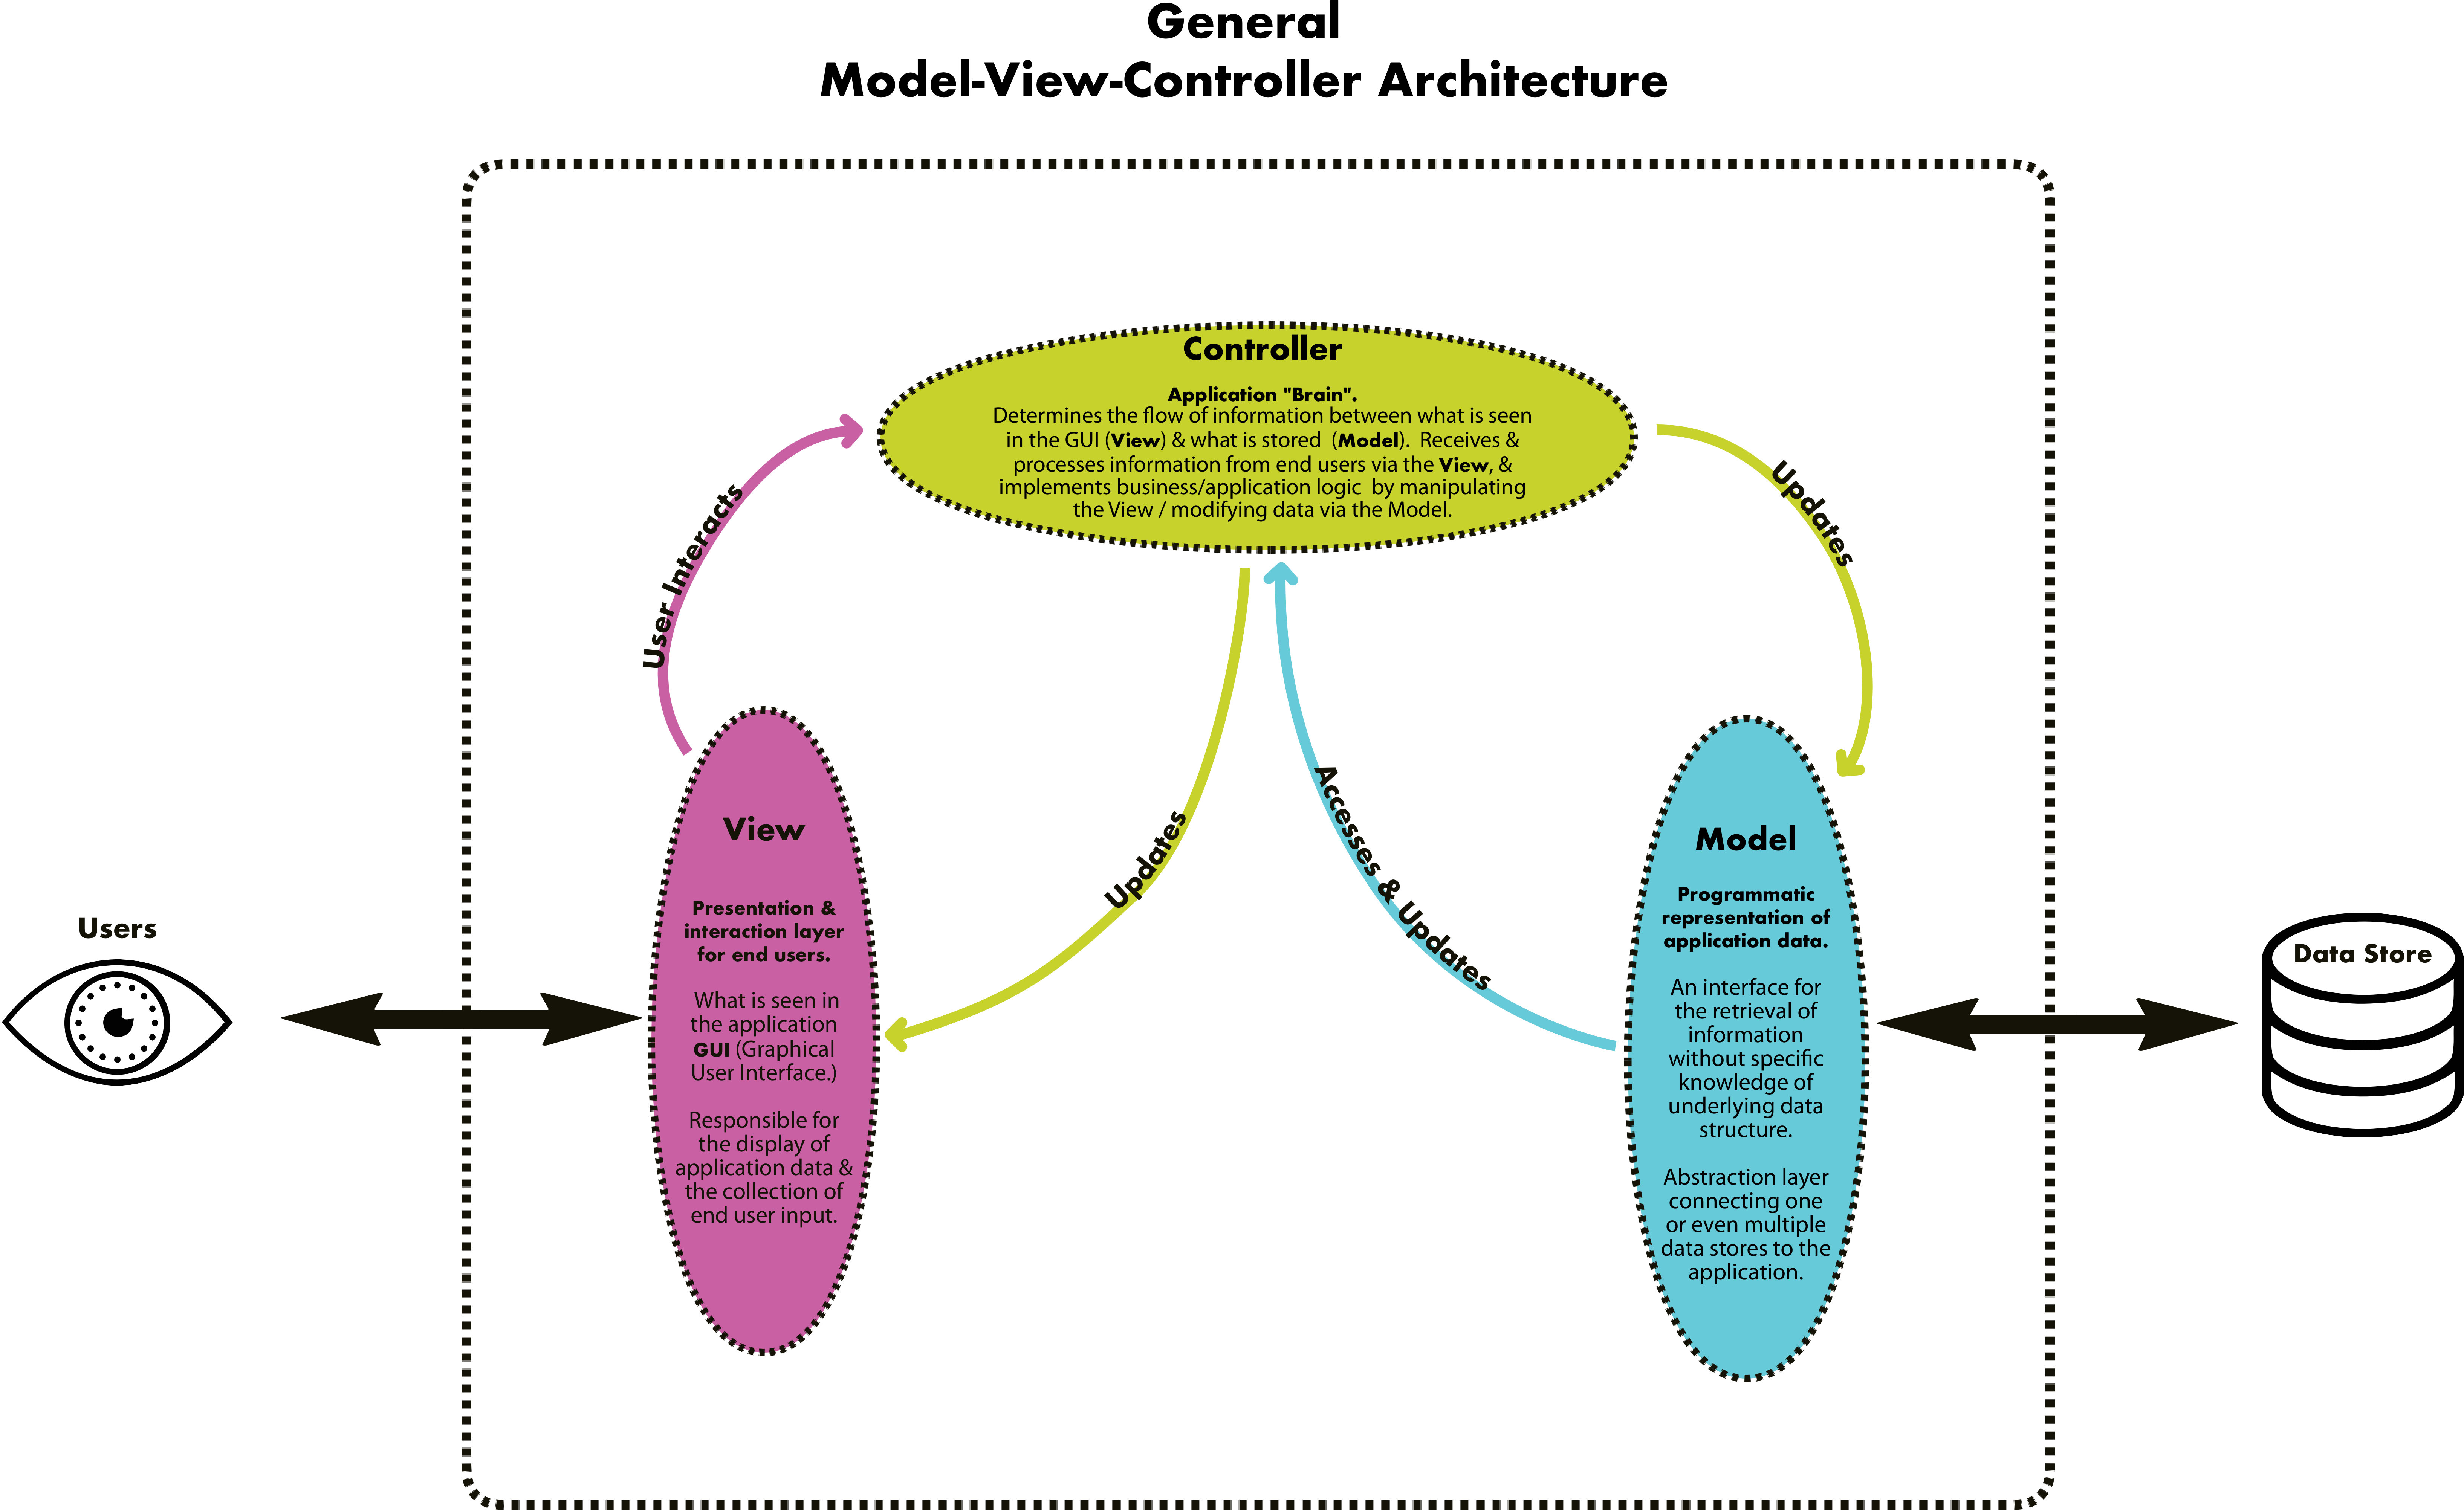 General
Model-View-Controller Architecture
Controller
Application "Brain".
Determines the flow of information between what is seen
in the GUI (View) & what is stored (Model). Receives &
processes information from end users via the View, &
implements business/application logic by manipulating
the View / modifying data via the Model.
User Interacts
Updates
Updates
Accesses & Updates
View
Presentation &
interaction layer
for end users.
What is seen in
the application
GUI (Graphical
User Interface.)
Responsible for
the display of
application data &
the collection of
end user input.
Model
Programmatic
representation of
application data.
An interface for
the retrieval of
information
without specific
knowledge of
underlying data
structure.
Abstraction layer
connecting one
or even multiple
data stores to the
application.
Users
Data Store